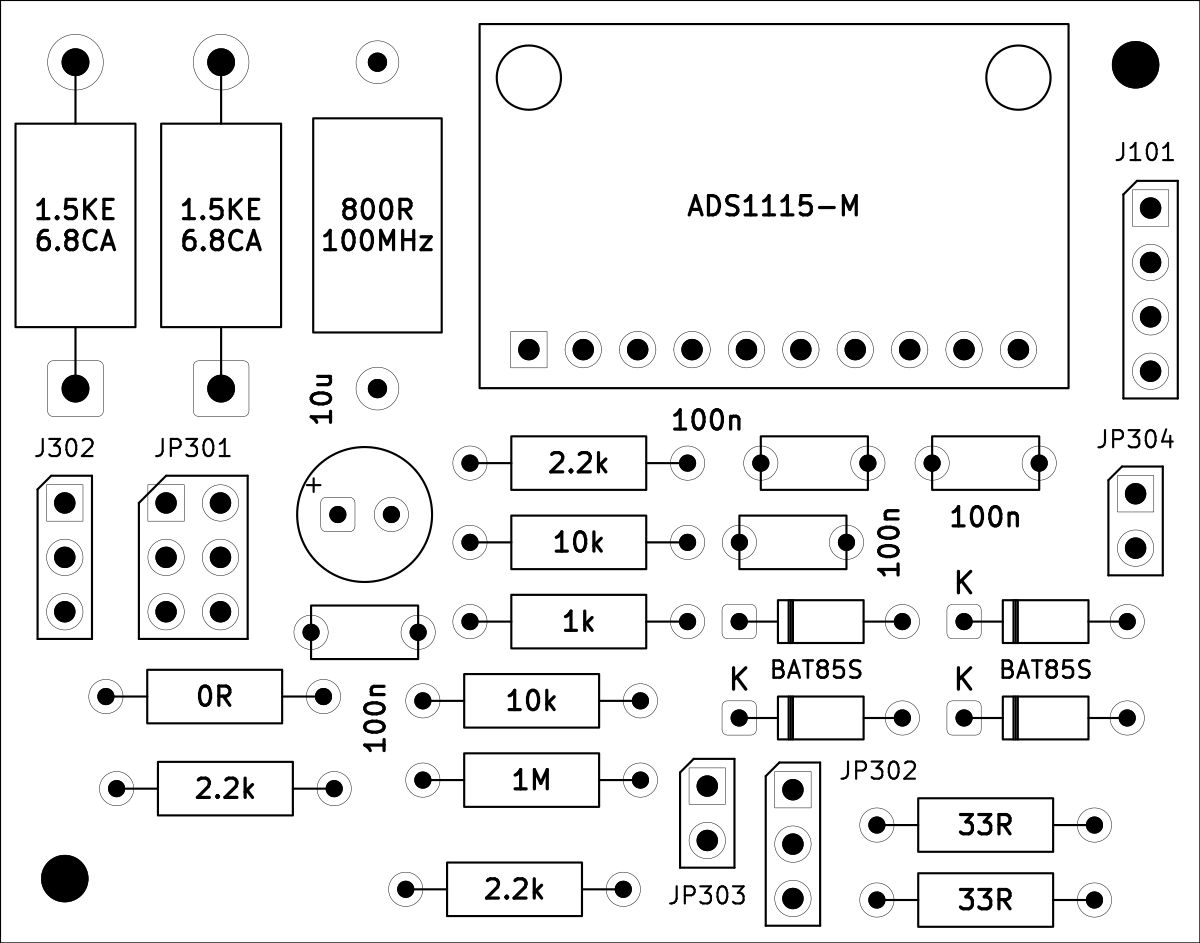 J101
1.5KE
6.8CA
1.5KE
6.8CA
800R
100MHz
ADS1115-M
10u
100n
J302
JP301
JP304
+
2.2k
10k
100n
100n
K
1k
BAT85S
BAT85S
K
K
0R
100n
10k
2.2k
1M
JP302
33R
2.2k
JP303
33R